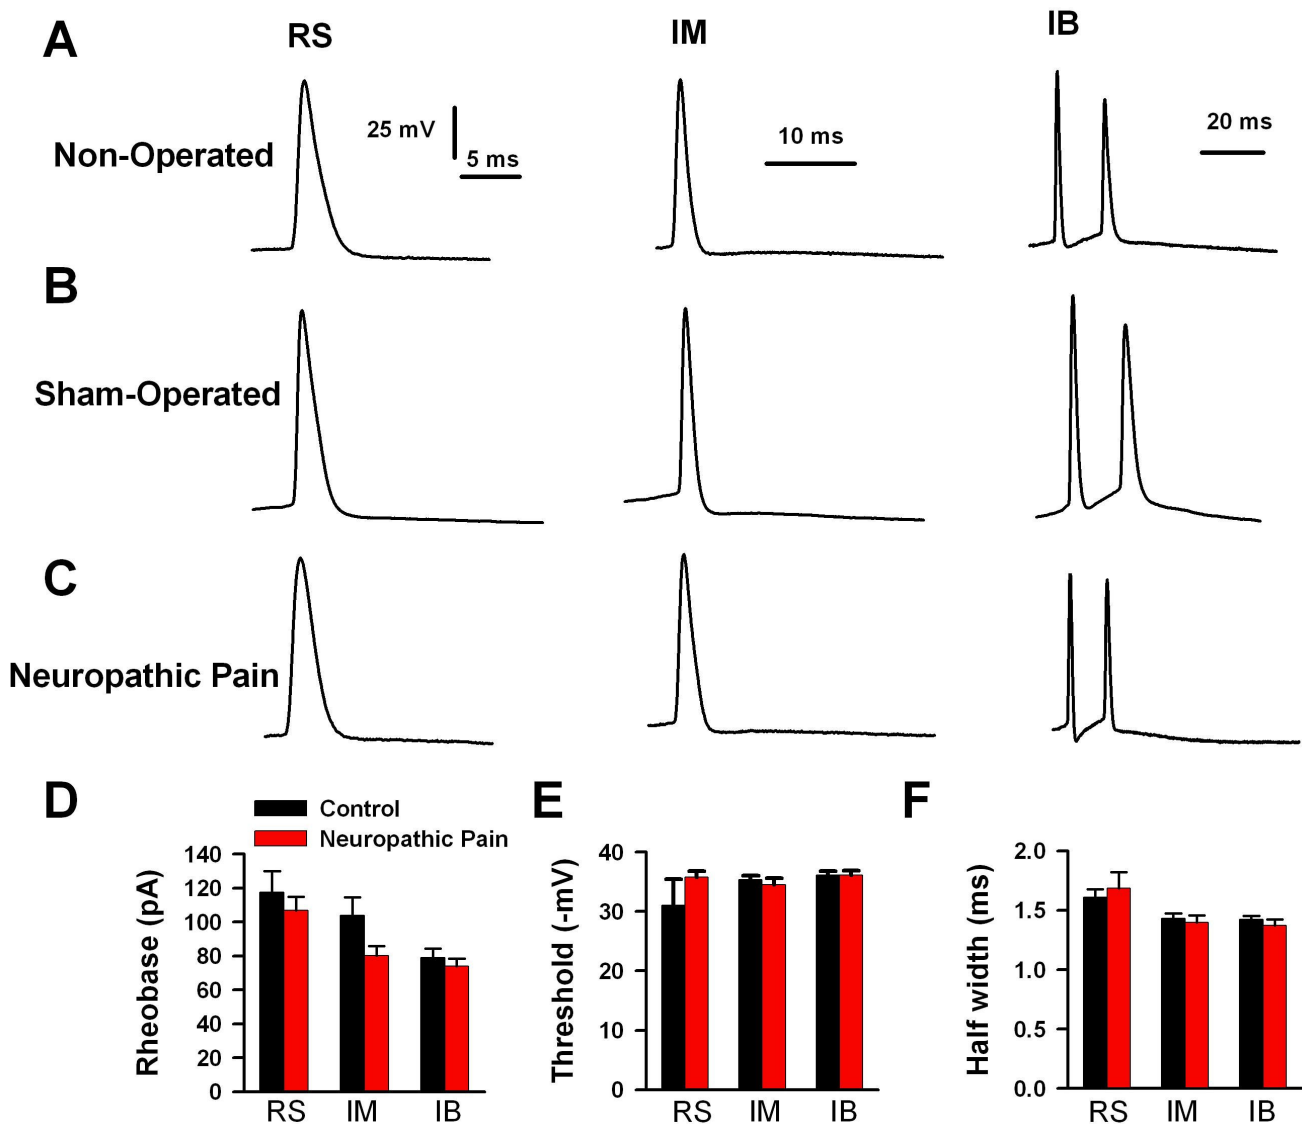 A
RS
IM
IB
Non-Operated
25 mV
5 ms
10 ms
20 ms
B
Sham-Operated
C
Neuropathic Pain
D
Control
Neuropathic Pain
Rheobase (pA)
140
120
100
80
60
40
20
0
RS IM IB
E
Threshold (-mV)
40
30
20
10
0
RS IM IB
F
Half width (ms)
2.0
1.5
1.0
0.5
0.0
RS IM IB